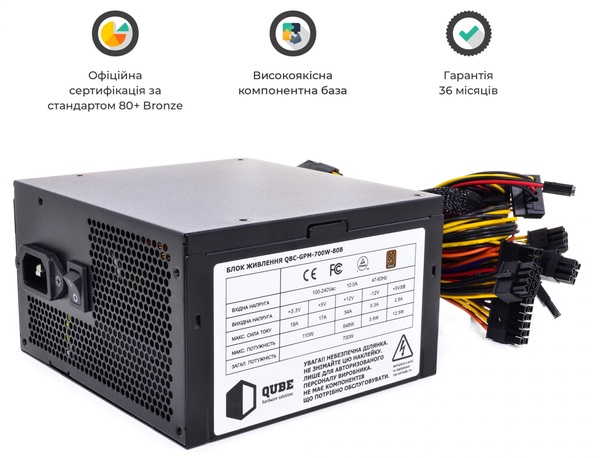 Офіційна
сертифікація за
стандартом 80+ Bronze
Високоякісна
компонентна база
Гарантія
36 місяців
БЛОК ЖИВЛЕННЯ QBC-GPM-700W-80B
CE FC
ВХІДНА НАПРУГА 100-240Vac 10.0A 47-63Hz
ВИХІДНА НАПРУГА +3.3V +5V +12V -12V +5VSB
МАКС. СИЛА ТОКУ 19A 17A 54A 0.3A 2.5A
МАКС. ПОТУЖНІСТЬ 110W 648W 3.6W 12.5W
ЗАГАЛ. ПОТУЖНІСТЬ 700W
QUBE
hardware solutions
УВАГА!! НЕБЕЗПЕЧНА ДІЛЯНКА.
НЕ ЗНІМАЙТЕ ЦЮ НАКЛЕЙКУ.
ЛИШЕ ДЛЯ АВТОРИЗОВАНОГО
ПЕРСОНАЛУ ВИРОБНИКА.
НЕ МАЄ КОМПОНЕНТІВ
ЩО ПОТРІБНО ОБСЛУГОВУВАТИ.